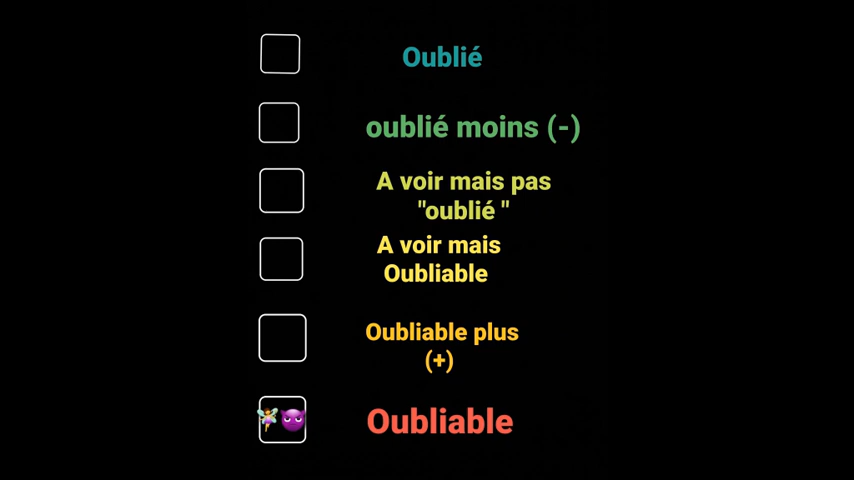 Oublié
oublié moins (-)
A voir mais pas
"oublié "
A voir mais
Oubliable
Oubliable plus
(+)
Oubliable